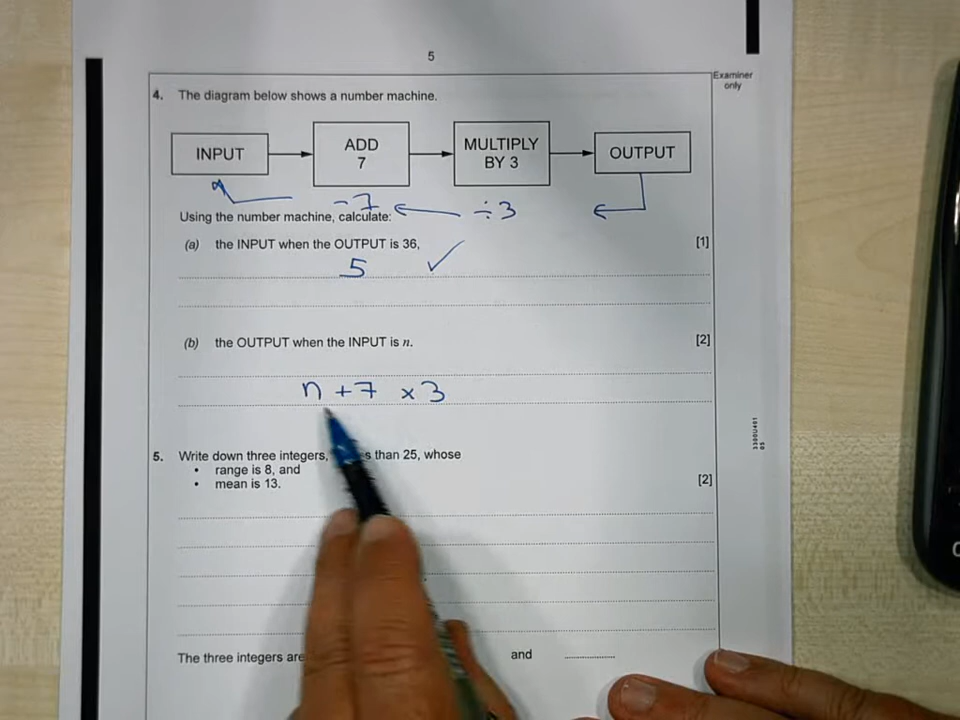 5
Examiner
only
4. The diagram below shows a number machine.
INPUT
ADD
7
MULTIPLY
BY 3
OUTPUT
-7
÷3
Using the number machine, calculate:
(a) the INPUT when the OUTPUT is 36, [1]
5 ✓
(b) the OUTPUT when the INPUT is n. [2]
n +7 × 3
5. Write down three integers, than 25, whose
• range is 8, and
• mean is 13. [2]
The three integers are and